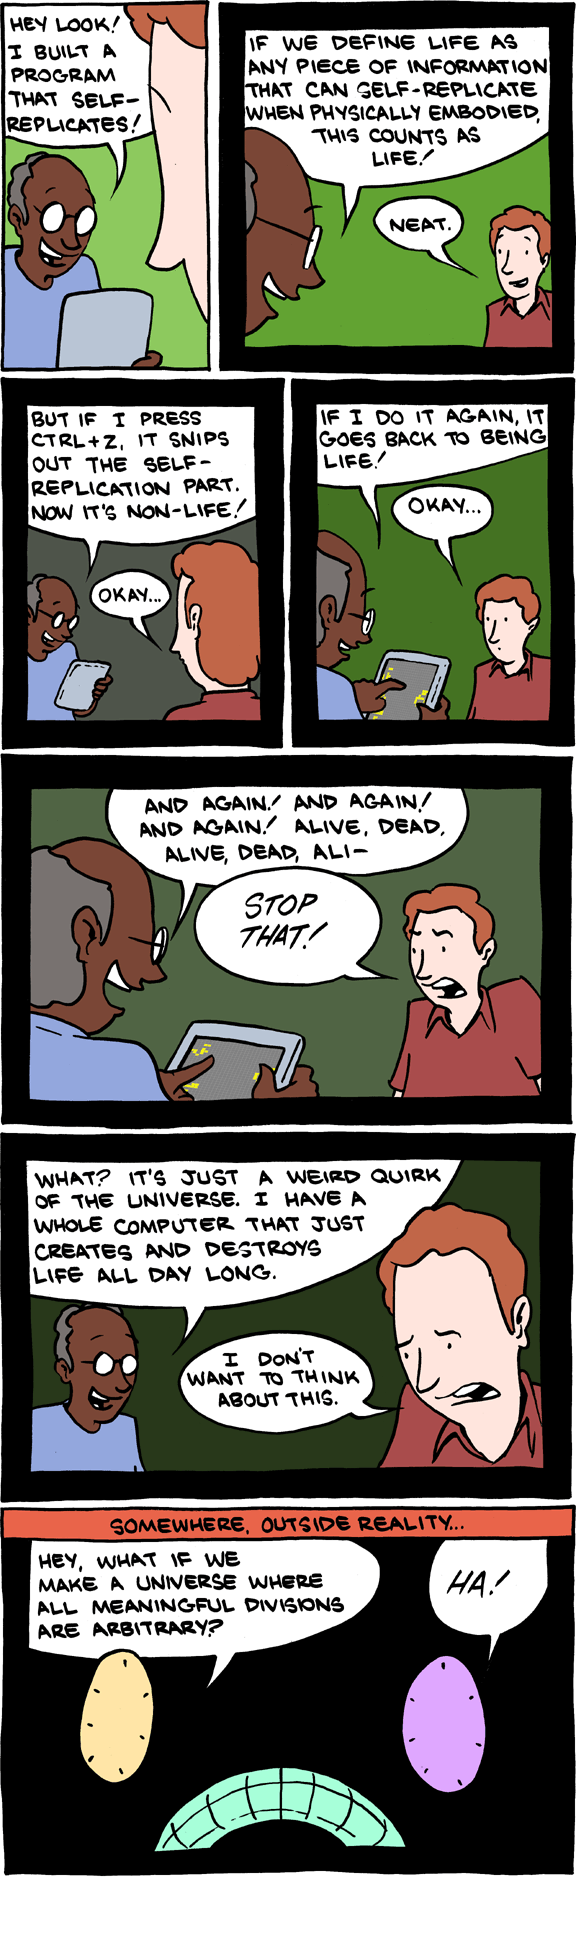 HEY LOOK!
I BUILT A
PROGRAM
THAT SELF-
REPLICATES!
IF WE DEFINE LIFE AS
ANY PIECE OF INFORMATION
THAT CAN SELF-REPLICATE
WHEN PHYSICALLY EMBODIED,
THIS COUNTS AS
LIFE!
NEAT.
BUT IF I PRESS
CTRL+Z, IT SNIPS
OUT THE SELF-
REPLICATION PART.
NOW IT'S NON-LIFE!
OKAY...
IF I DO IT AGAIN, IT
GOES BACK TO BEING
LIFE!
OKAY...
AND AGAIN! AND AGAIN!
AND AGAIN! ALIVE, DEAD,
ALIVE, DEAD, ALI-
STOP
THAT!
WHAT? IT'S JUST A WEIRD QUIRK
OF THE UNIVERSE. I HAVE A
WHOLE COMPUTER THAT JUST
CREATES AND DESTROYS
LIFE ALL DAY LONG.
I DON'T
WANT TO THINK
ABOUT THIS.
SOMEWHERE, OUTSIDE REALITY...
HEY, WHAT IF WE
MAKE A UNIVERSE WHERE
ALL MEANINGFUL DIVISIONS
ARE ARBITRARY?
HA!